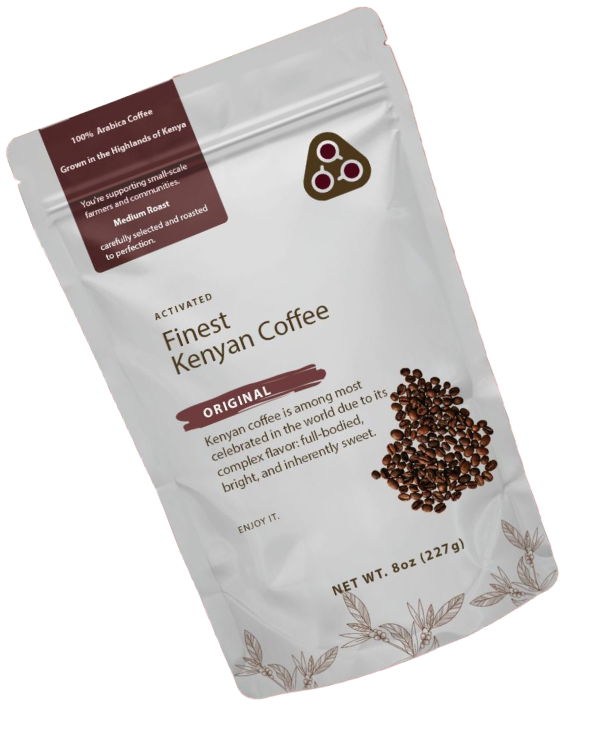 100% Arabica Coffee
Grown in the Highlands of Kenya
You're supporting small-scale
farmers and communities.
Medium Roast
carefully selected and roasted
to perfection.
ACTIVATED
Finest
Kenyan Coffee
ORIGINAL
Kenyan coffee is among most
celebrated in the world due to its
complex flavor: full-bodied,
bright, and inherently sweet.
ENJOY IT.
NET WT. 8oz (227g)